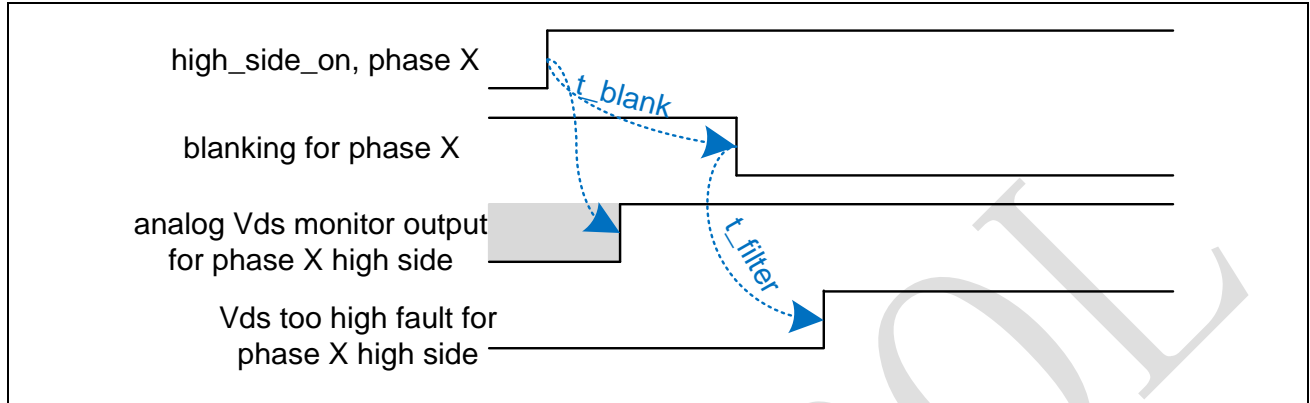 high_side_on, phase X
t_blank
blanking for phase X
analog Vds monitor output
for phase X high side
t_filter
Vds too high fault for
phase X high side
OL